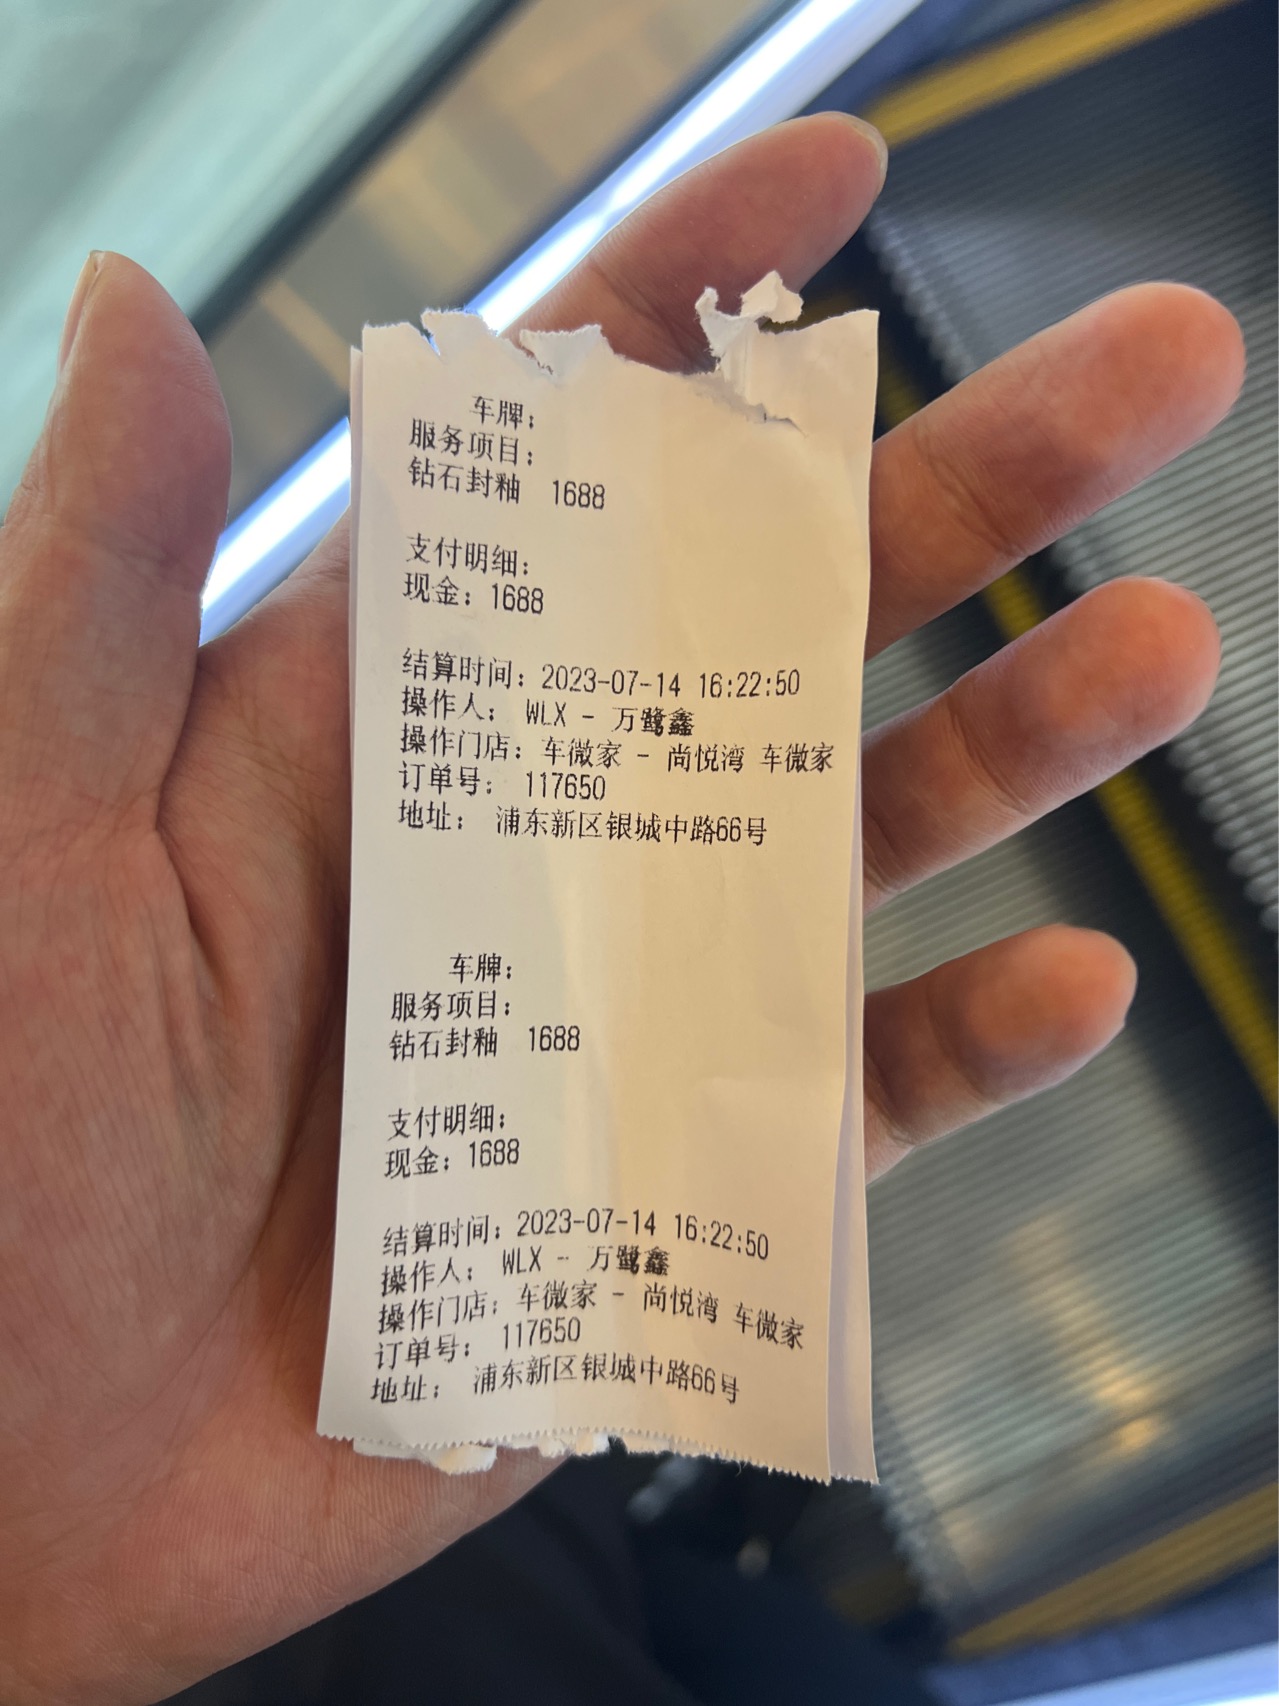 车牌:
服务项目:
钻石封釉 1688
支付明细:
现金: 1688
结算时间: 2023-07-14 16:22:50
操作人: WLX - 万鹭鑫
操作门店: 车微家 - 尚悦湾 车微家
订单号: 117650
地址: 浦东新区银城中路66号
车牌:
服务项目:
钻石封釉 1688
支付明细:
现金: 1688
结算时间: 2023-07-14 16:22:50
操作人: WLX - 万鹭鑫
操作门店: 车微家 - 尚悦湾 车微家
订单号: 117650
地址: 浦东新区银城中路66号